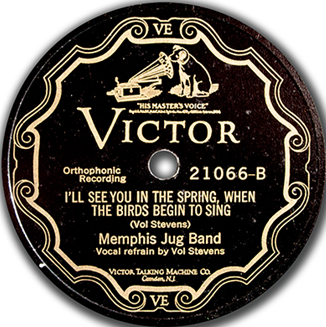 VE
"HIS MASTER'S VOICE"
VICTOR
Orthophonic
Recording
21066-B
I'LL SEE YOU IN THE SPRING, WHEN
THE BIRDS BEGIN TO SING
(Vol Stevens)
Memphis Jug Band
Vocal refrain by Vol Stevens
VICTOR TALKING MACHINE CO.
Camden, N.J.
VE